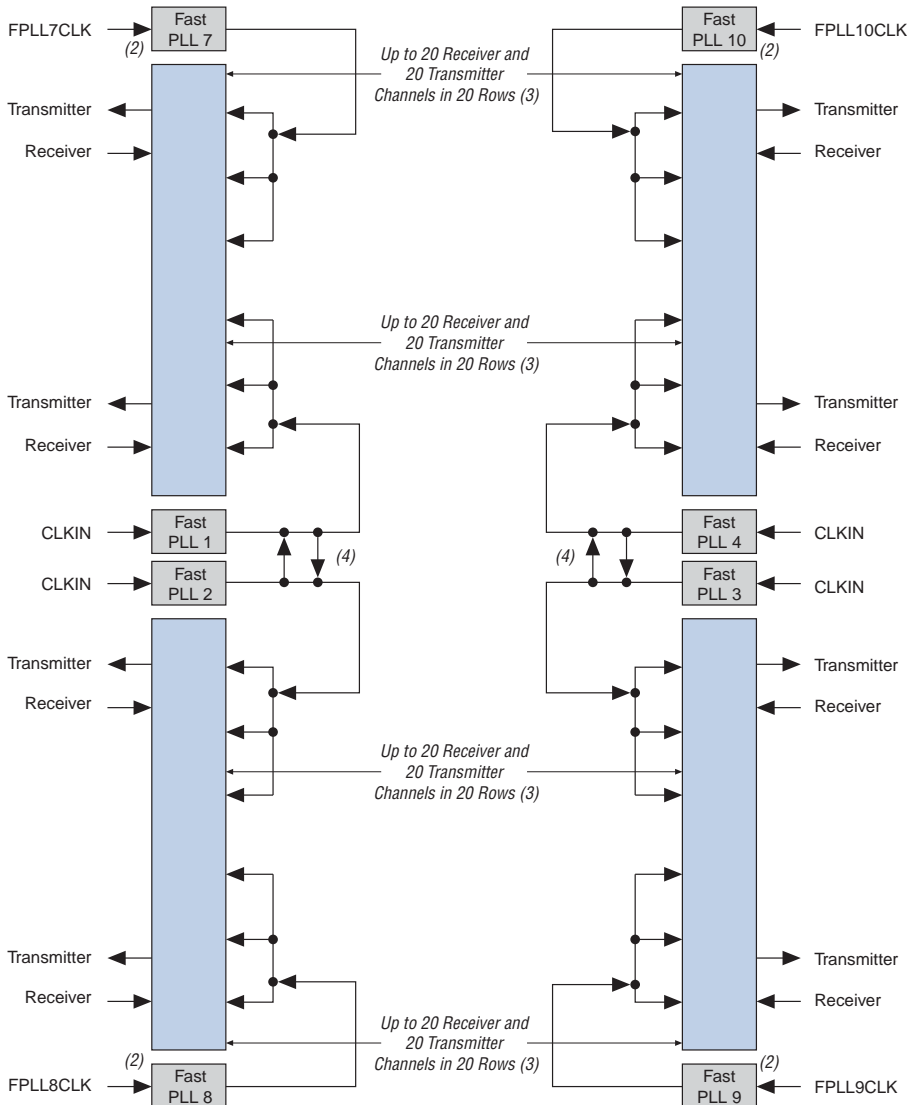 FPLL7CLK
(2)
Fast
PLL 7
Up to 20 Receiver and
20 Transmitter
Channels in 20 Rows (3)
Fast
PLL 10
(2)
FPLL10CLK
Transmitter
Transmitter
Receiver
Receiver
Up to 20 Receiver and
20 Transmitter
Channels in 20 Rows (3)
Transmitter
Transmitter
Receiver
Receiver
CLKIN
Fast
PLL 1
(4)
(4)
Fast
PLL 4
CLKIN
CLKIN
Fast
PLL 2
Fast
PLL 3
CLKIN
Transmitter
Transmitter
Receiver
Receiver
Up to 20 Receiver and
20 Transmitter
Channels in 20 Rows (3)
Transmitter
Transmitter
Receiver
Receiver
Up to 20 Receiver and
20 Transmitter
Channels in 20 Rows (3)
(2)
FPLL8CLK
Fast
PLL 8
Fast
PLL 9
(2)
FPLL9CLK